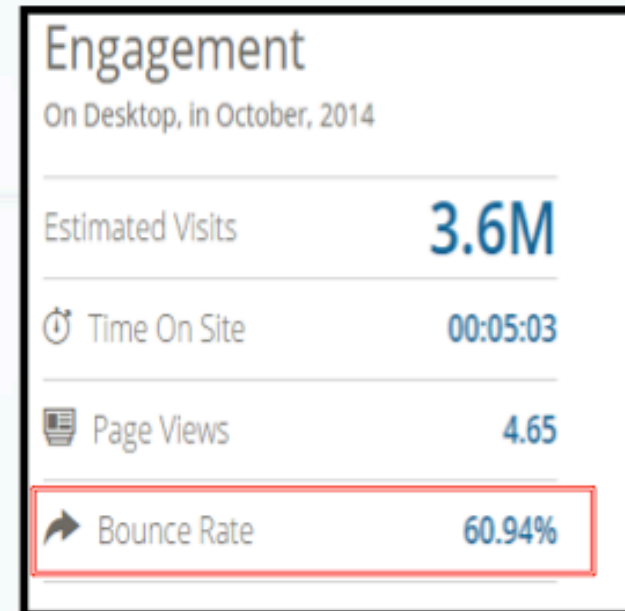 Engagement
On Desktop, in October, 2014
Estimated Visits 3.6M
Time On Site 00:05:03
Page Views 4.65
Bounce Rate 60.94%